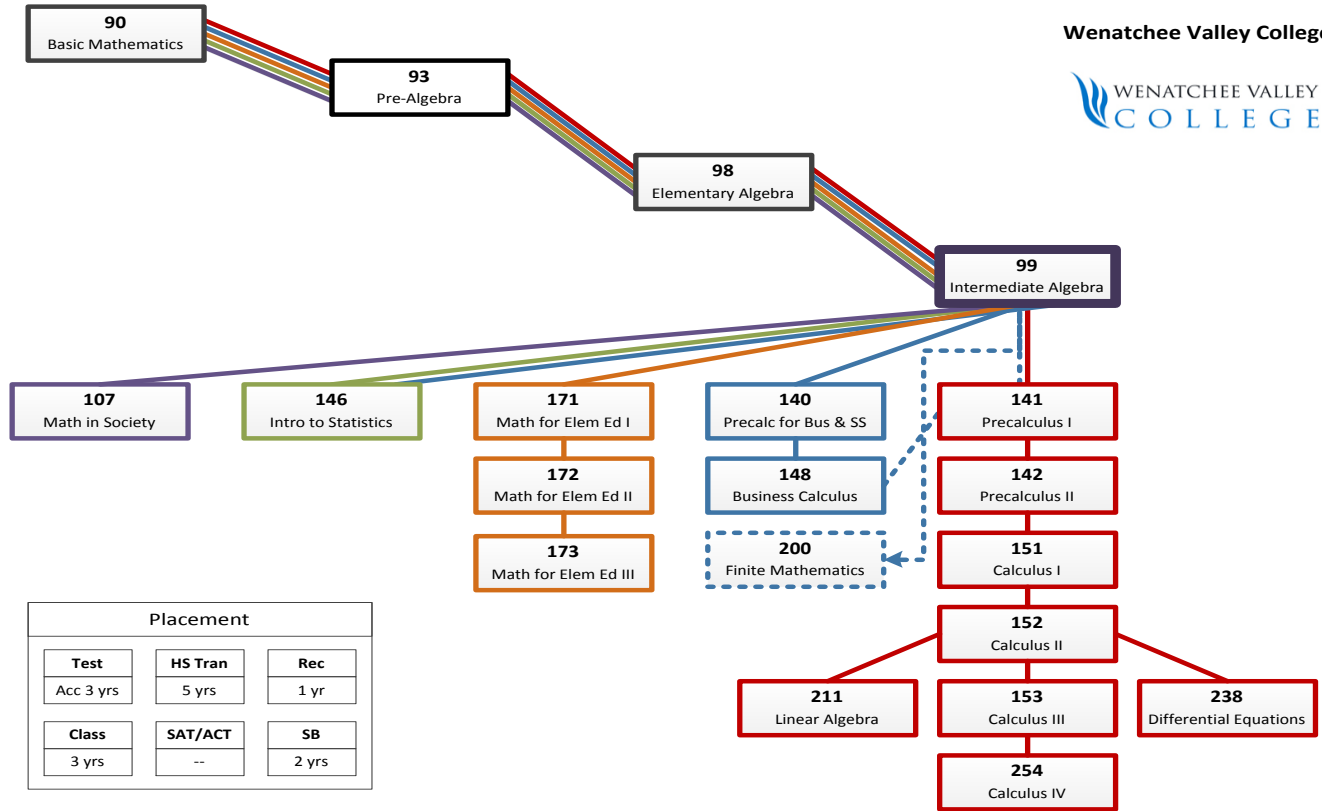 90
Basic Mathematics
Wenatchee Valley College
93
Pre-Algebra
WENATCHEE VALLEY
COLLEGE
98
Elementary Algebra
99
Intermediate Algebra
107
Math in Society
146
Intro to Statistics
171
Math for Elem Ed I
140
Precalc for Bus & SS
141
Precalculus I
172
Math for Elem Ed II
148
Business Calculus
142
Precalculus II
173
Math for Elem Ed III
200
Finite Mathematics
151
Calculus I
152
Calculus II
211
Linear Algebra
153
Calculus III
238
Differential Equations
254
Calculus IV
Placement
Test
Acc 3 yrs
HS Tran
5 yrs
Rec
1 yr
Class
3 yrs
SAT/ACT
--
SB
2 yrs